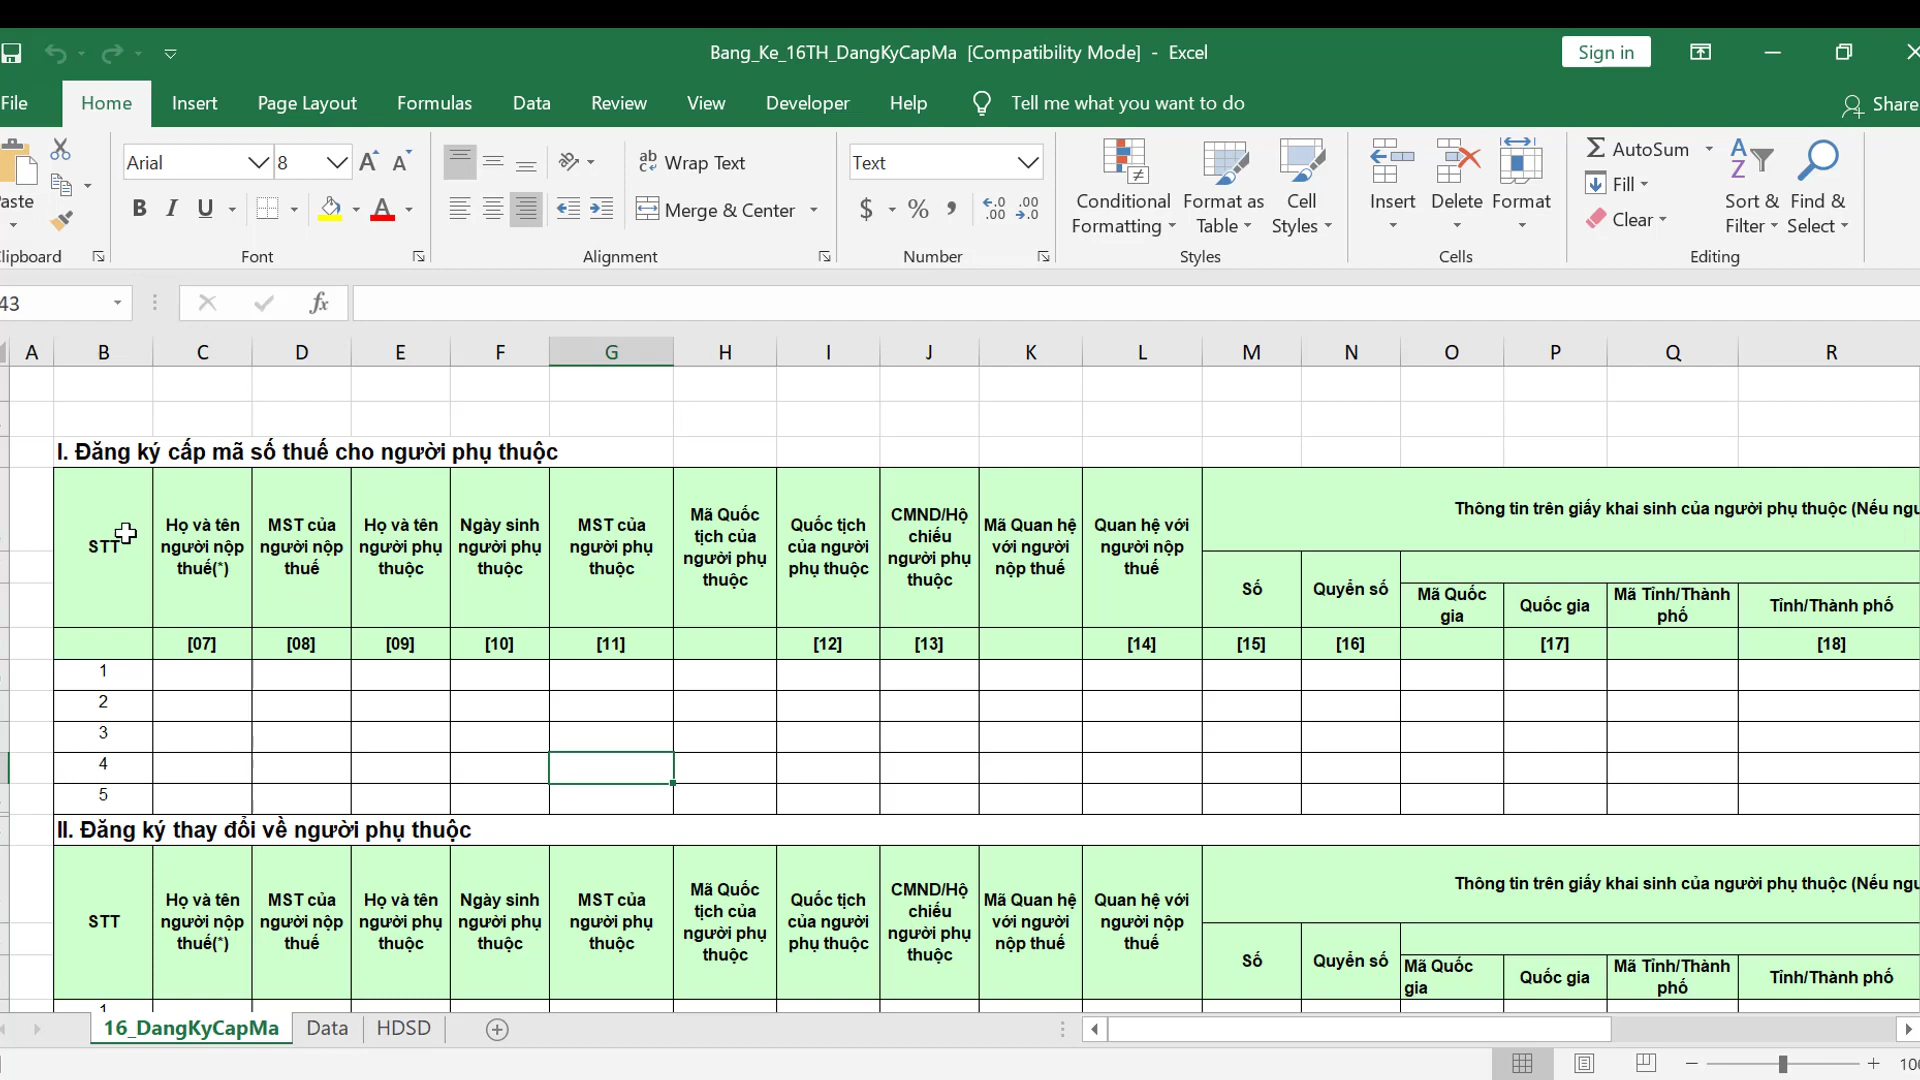 Bang_Ke_16TH_DangKyCapMa [Compatibility Mode] - Excel
Sign in
File Home Insert Page Layout Formulas Data Review View Developer Help Tell me what you want to do Share
Arial 8 Wrap Text Text AutoSum
Fill
aste B I U Merge & Center $ % Conditional Formatting Format as Table Cell Styles Insert Delete Format Clear Sort & Filter Find & Select
lipboard Font Alignment Number Styles Cells Editing
43 fx
A B C D E F G H I J K L M N O P Q R
I. Đăng ký cấp mã số thuế cho người phụ thuộc
STT
Họ và tên người nộp thuế(*)
MST của người nộp thuế
Họ và tên người phụ thuộc
Ngày sinh người phụ thuộc
MST của người phụ thuộc
Mã Quốc tịch của người phụ thuộc
Quốc tịch của người phụ thuộc
CMND/Hộ chiếu người phụ thuộc
Mã Quan hệ với người nộp thuế
Quan hệ với người nộp thuế
Thông tin trên giấy khai sinh của người phụ thuộc (Nếu ngư
Số
Quyển số
Mã Quốc gia
Quốc gia
Mã Tỉnh/Thành phố
Tỉnh/Thành phố
[07] [08] [09] [10] [11] [12] [13] [14] [15] [16] [17] [18]
1
2
3
4
5
II. Đăng ký thay đổi về người phụ thuộc
STT
Họ và tên người nộp thuế(*)
MST của người nộp thuế
Họ và tên người phụ thuộc
Ngày sinh người phụ thuộc
MST của người phụ thuộc
Mã Quốc tịch của người phụ thuộc
Quốc tịch của người phụ thuộc
CMND/Hộ chiếu người phụ thuộc
Mã Quan hệ với người nộp thuế
Quan hệ với người nộp thuế
Thông tin trên giấy khai sinh của người phụ thuộc (Nếu ngư
Số
Quyển số
Mã Quốc gia
Quốc gia
Mã Tỉnh/Thành phố
Tỉnh/Thành phố
1
16_DangKyCapMa Data HDSD
100